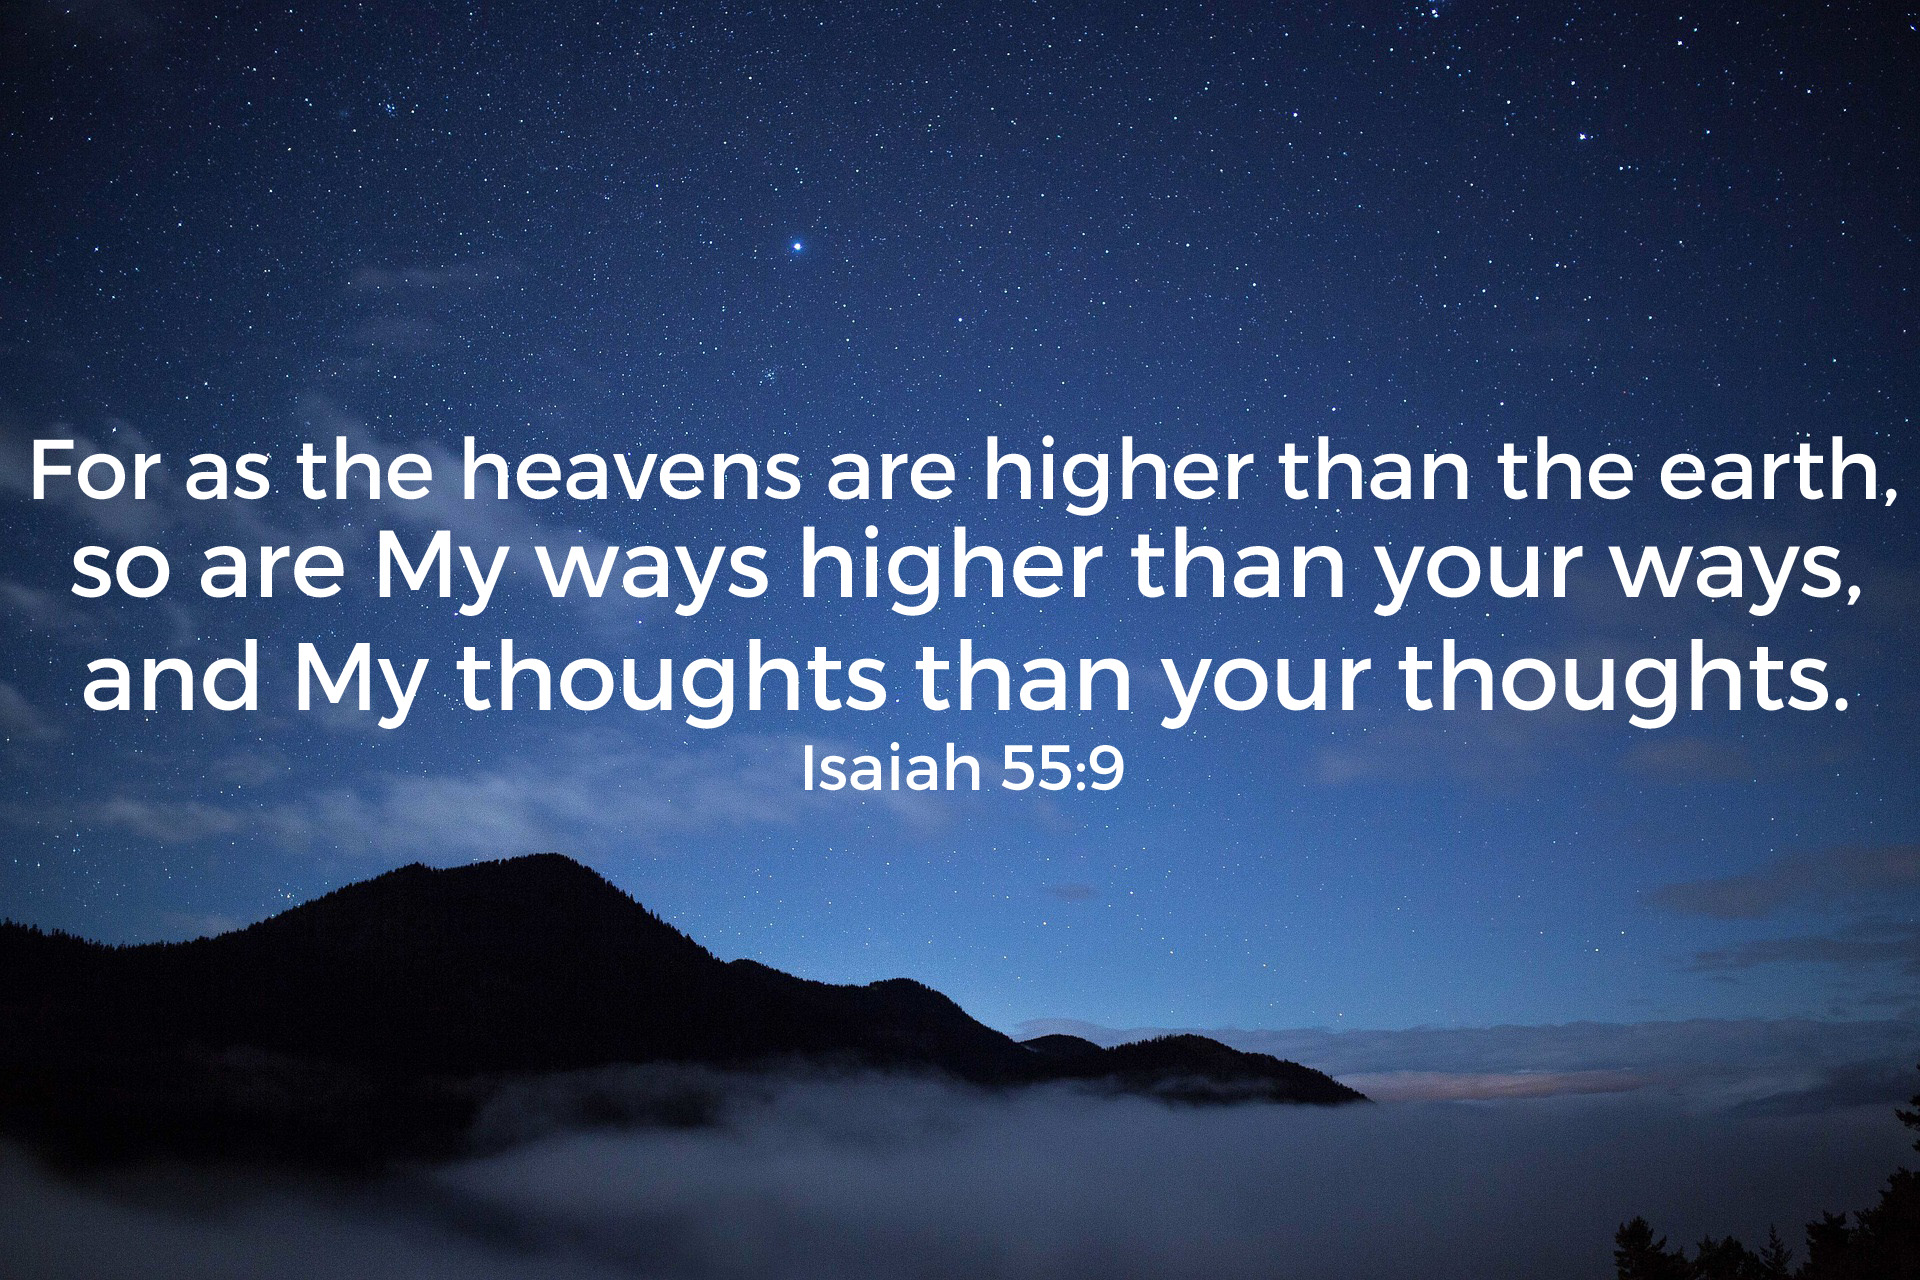 For as the heavens are higher than the earth,
so are My ways higher than your ways,
and My thoughts than your thoughts.
Isaiah 55:9